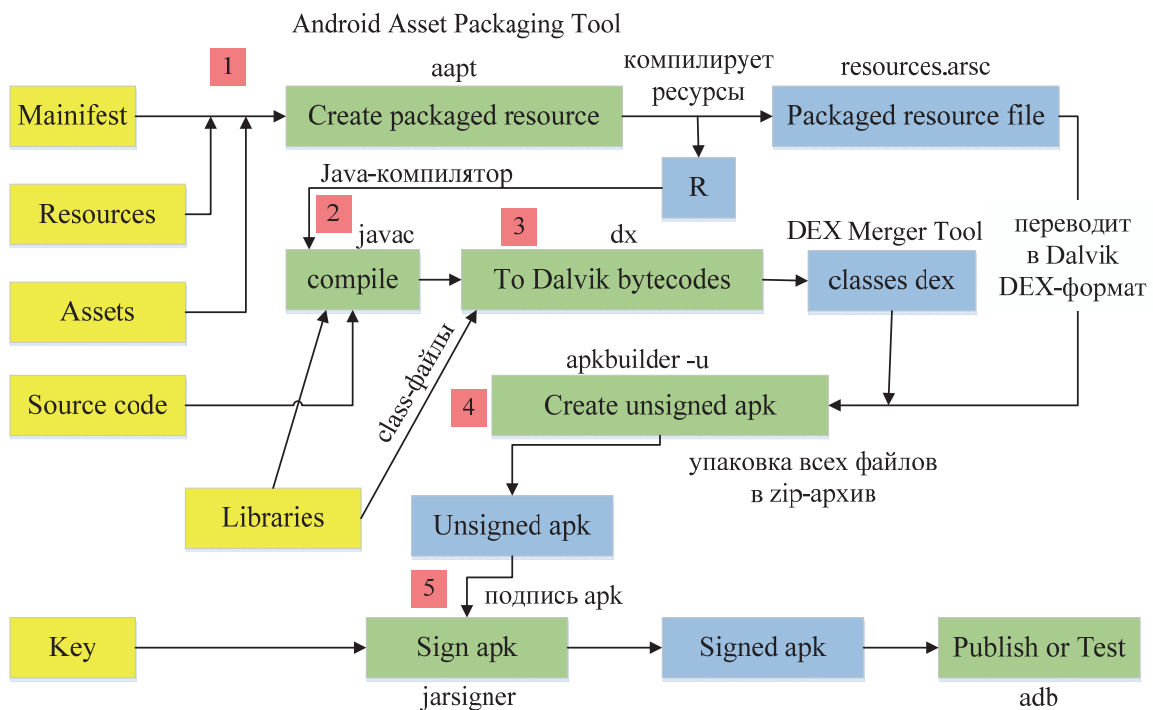 Android Asset Packaging Tool
1
aapt
компилирует
ресурсы
resources.arsc
Mainifest
Create packaged resource
Packaged resource file
Java-компилятор
R
Resources
2
javac
3
dx
DEX Merger Tool
переводит
в Dalvik
DEX-формат
compile
To Dalvik bytecodes
classes dex
Assets
class-файлы
apkbuilder -u
Source code
4
Create unsigned apk
упаковка всех файлов
в zip-архив
Libraries
Unsigned apk
5
подпись apk
Key
Sign apk
Signed apk
Publish or Test
jarsigner
adb